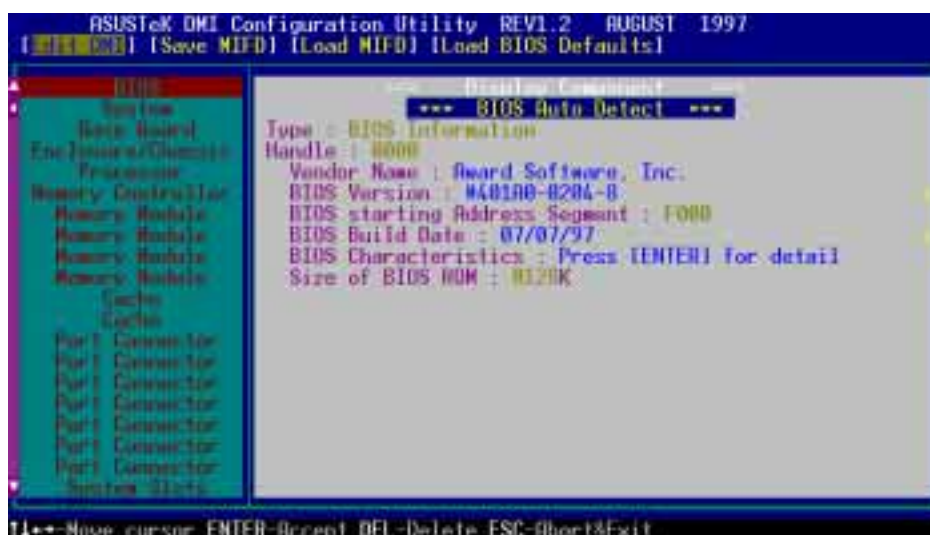 ASUSTeK DMI Configuration Utility REV1.2 AUGUST 1997
[Edit DMI] [Save MIFD] [Load MIFD] [Load BIOS Defaults]
BIOS
System
Base Board
Enclosure/Chassis
Processor
Memory Controller
Memory Module
Memory Module
Memory Module
Memory Module
Cache
Cache
Port Connector
Port Connector
Port Connector
Port Connector
Port Connector
Port Connector
Port Connector
System Slots
*** BIOS Auto Detect ***
Type : BIOS information
Handle : 0000
Vendor Name : Award Software, Inc.
BIOS Version :
BIOS starting Address Segment : F000
BIOS Build Date : 07/07/97
BIOS Characteristics : Press [ENTER] for detail
Size of BIOS ROM : 0128K
Move cursor ENTER-Accept DEL-Delete ESC-Abort&Exit